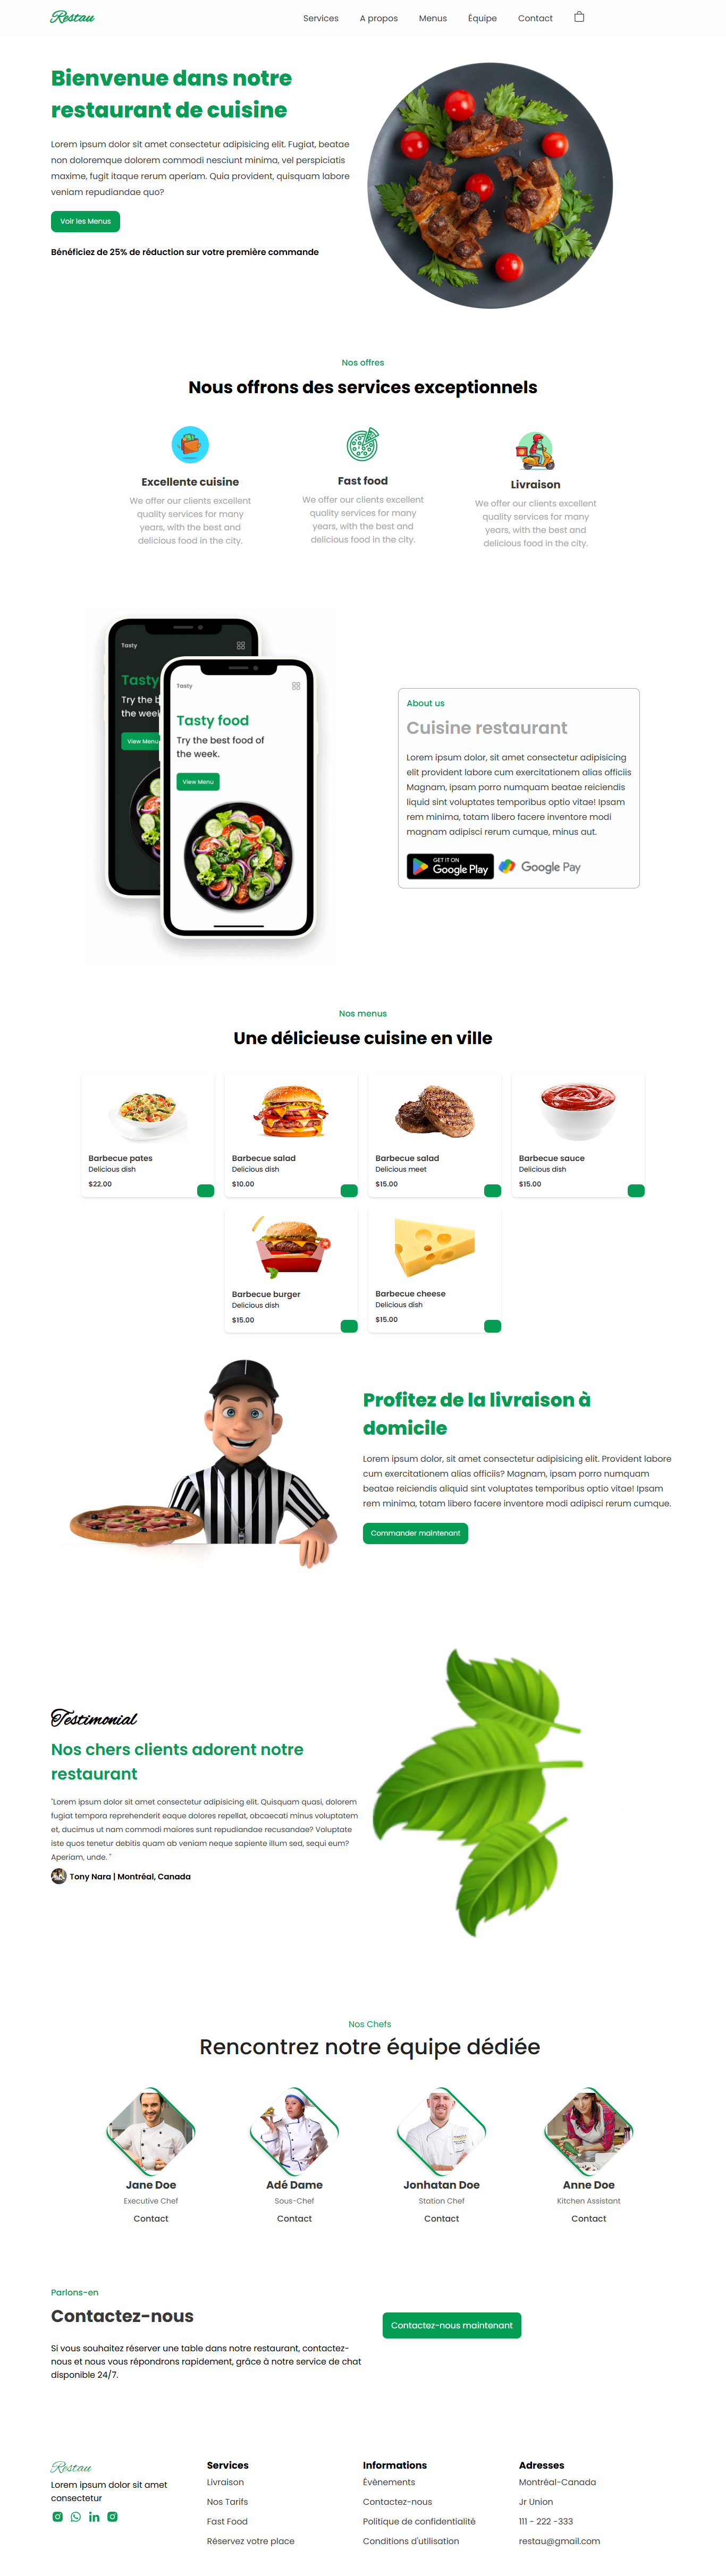 Restau
Services
A propos
Menus
Équipe
Contact
Bienvenue dans notre
restaurant de cuisine
Lorem ipsum dolor sit amet consectetur adipisicing elit. Fugiat, beatae
non doloremque dolorem commodi nesciunt minima, vel perspiciatis
maxime, fugit itaque rerum aperiam. Quia provident, quisquam labore
veniam repudiandae quo?
Voir les Menus
Bénéficiez de 25% de réduction sur votre première commande
Nos offres
Nous offrons des services exceptionnels
Excellente cuisine
We offer our clients excellent
quality services for many
years, with the best and
delicious food in the city.
Fast food
We offer our clients excellent
quality services for many
years, with the best and
delicious food in the city.
Livraison
We offer our clients excellent
quality services for many
years, with the best and
delicious food in the city.
Tasty
Tasty
Try the b
the week
View Menu
Tasty
Tasty food
Try the best food of
the week.
View Menu
About us
Cuisine restaurant
Lorem ipsum dolor, sit amet consectetur adipisicing
elit provident labore cum exercitationem alias officiis
Magnam, ipsam porro numquam beatae reiciendis
liquid sint voluptates temporibus optio vitae! Ipsam
rem minima, totam libero facere inventore modi
magnam adipisci rerum cumque, minus aut.
GET IT ON
Google Play
Google Pay
Nos menus
Une délicieuse cuisine en ville
Barbecue pates
Delicious dish
$22.00
Barbecue salad
Delicious dish
$10.00
Barbecue salad
Delicious meet
$15.00
Barbecue sauce
Delicious dish
$15.00
Barbecue burger
Delicious dish
$15.00
Barbecue cheese
Delicious dish
$15.00
Profitez de la livraison à
domicile
Lorem ipsum dolor, sit amet consectetur adipisicing elit. Provident labore
cum exercitationem alias officiis? Magnam, ipsam porro numquam
beatae reiciendis aliquid sint voluptates temporibus optio vitae! Ipsam
rem minima, totam libero facere inventore modi adipisci rerum cumque.
Commander maintenant
Testimonial
Nos chers clients adorent notre
restaurant
"Lorem ipsum dolor sit amet consectetur adipisicing elit. Quisquam quasi, dolorem
fugiat tempora reprehenderit eaque dolores repellat, obcaecati minus voluptatem
et, ducimus ut nam commodi maiores sunt repudiandae recusandae? Voluptate
iste quos tenetur debitis quam ab veniam neque sapiente illum sed, sequi eum?
Aperiam, unde. "
Tony Nara | Montréal, Canada
Nos Chefs
Rencontrez notre équipe dédiée
Jane Doe
Executive Chef
Contact
Adé Dame
Sous-Chef
Contact
Jonhatan Doe
Station Chef
Contact
Anne Doe
Kitchen Assistant
Contact
Parlons-en
Contactez-nous
Si vous souhaitez réserver une table dans notre restaurant, contactez-
nous et nous vous répondrons rapidement, grâce à notre service de chat
disponible 24/7.
Contactez-nous maintenant
Restau
Lorem ipsum dolor sit amet
consectetur
Services
Livraison
Nos Tarifs
Fast Food
Réservez votre place
Informations
Évènements
Contactez-nous
Politique de confidentialité
Conditions d'utilisation
Adresses
Montréal-Canada
Jr Union
111 - 222 -333
restau@gmail.com